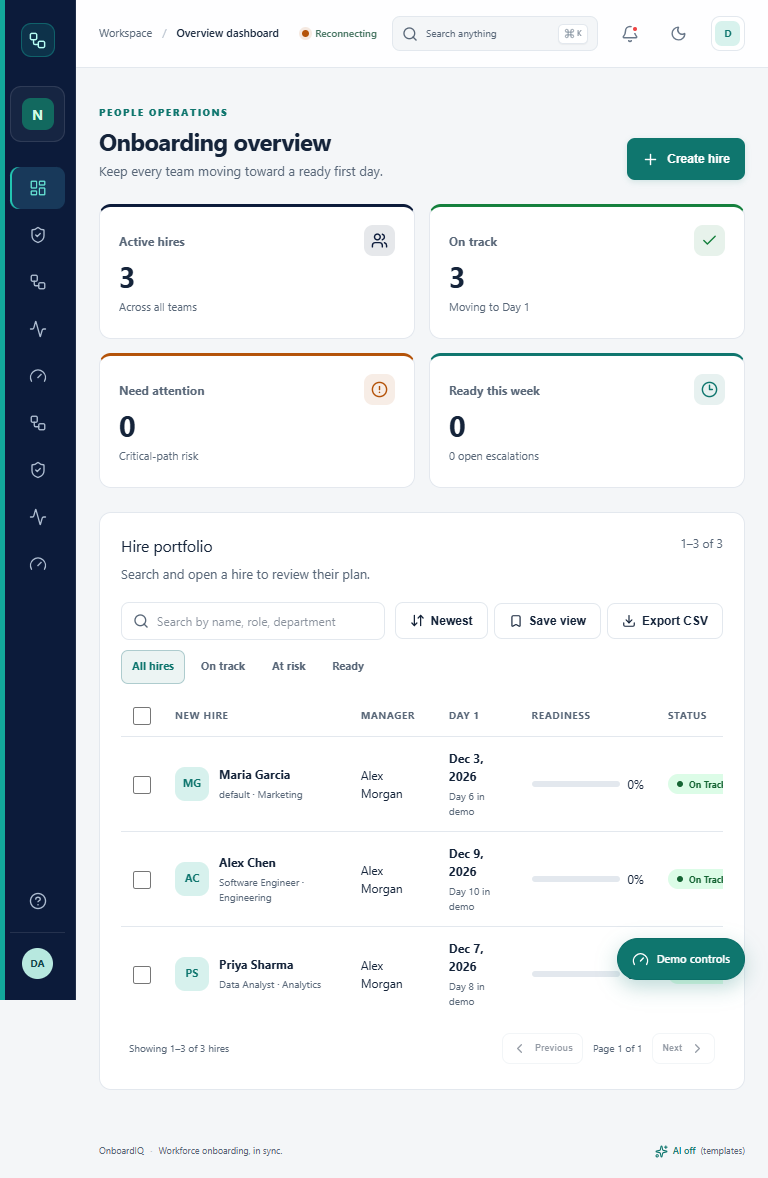 Workspace / Overview dashboard
Reconnecting
Search anything
⌘ K
D
N
PEOPLE OPERATIONS
Onboarding overview
Keep every team moving toward a ready first day.
Create hire
Active hires
3
Across all teams
On track
3
Moving to Day 1
Need attention
0
Critical-path risk
Ready this week
0
0 open escalations
Hire portfolio
1–3 of 3
Search and open a hire to review their plan.
Search by name, role, department
Newest
Save view
Export CSV
All hires
On track
At risk
Ready
NEW HIRE MANAGER DAY 1 READINESS STATUS
MG
Maria Garcia
default · Marketing
Alex
Morgan
Dec 3,
2026
Day 6 in
demo
0%
On Track
AC
Alex Chen
Software Engineer ·
Engineering
Alex
Morgan
Dec 9,
2026
Day 10 in
demo
0%
On Track
PS
Priya Sharma
Data Analyst · Analytics
Alex
Morgan
Dec 7,
2026
Day 8 in
demo
Demo controls
Showing 1–3 of 3 hires
Previous
Page 1 of 1
Next
DA
OnboardIQ · Workforce onboarding, in sync.
AI off (templates)